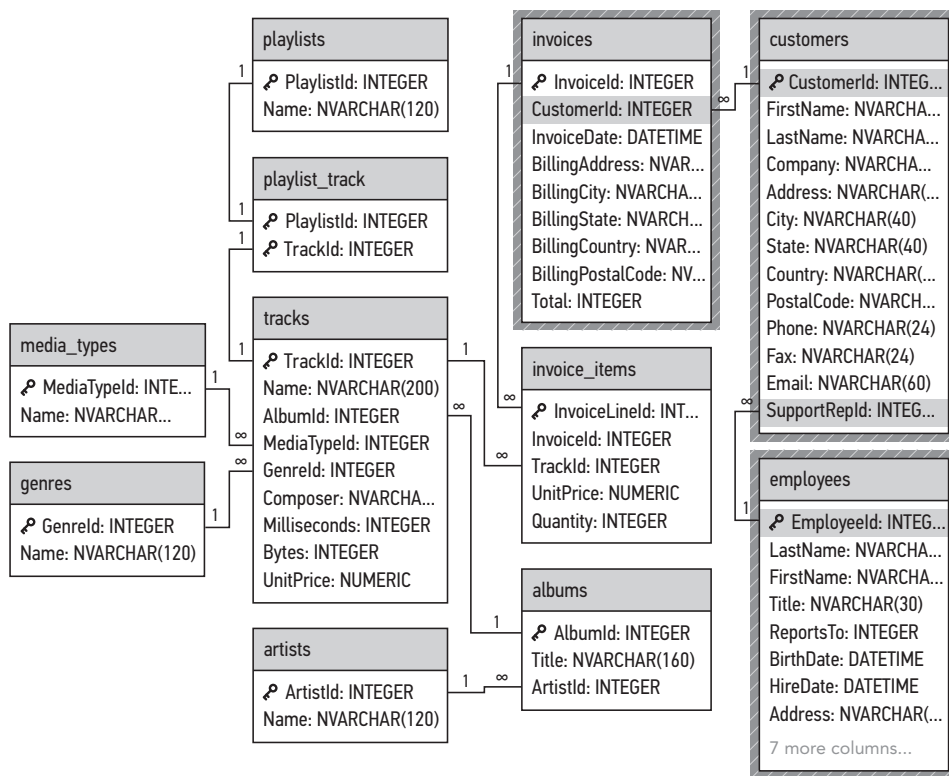 playlists
PlaylistId: INTEGER
Name: NVARCHAR(120)
1
1
playlist_track
PlaylistId: INTEGER
TrackId: INTEGER
1
1
tracks
TrackId: INTEGER
Name: NVARCHAR(200)
AlbumId: INTEGER
MediaTypeId: INTEGER
GenreId: INTEGER
Composer: NVARCHA...
Milliseconds: INTEGER
Bytes: INTEGER
UnitPrice: NUMERIC
1
∞
∞
∞
media_types
MediaTypeId: INTE...
Name: NVARCHAR...
1
genres
GenreId: INTEGER
Name: NVARCHAR(120)
1
artists
ArtistId: INTEGER
Name: NVARCHAR(120)
1
∞
invoices
InvoiceId: INTEGER
CustomerId: INTEGER
InvoiceDate: DATETIME
BillingAddress: NVAR...
BillingCity: NVARCHA...
BillingState: NVARCH...
BillingCountry: NVAR...
BillingPostalCode: NV...
Total: INTEGER
1
∞
1
invoice_items
InvoiceLineId: INT...
InvoiceId: INTEGER
TrackId: INTEGER
UnitPrice: NUMERIC
Quantity: INTEGER
∞
∞
albums
AlbumId: INTEGER
Title: NVARCHAR(160)
ArtistId: INTEGER
1
customers
CustomerId: INTEG...
FirstName: NVARCHA...
LastName: NVARCHA...
Company: NVARCHA...
Address: NVARCHAR(...
City: NVARCHAR(40)
State: NVARCHAR(40)
Country: NVARCHAR(...
PostalCode: NVARCH...
Phone: NVARCHAR(24)
Fax: NVARCHAR(24)
Email: NVARCHAR(60)
SupportRepId: INTEG...
∞
1
employees
EmployeeId: INTEG...
LastName: NVARCHA...
FirstName: NVARCHA...
Title: NVARCHAR(30)
ReportsTo: INTEGER
BirthDate: DATETIME
HireDate: DATETIME
Address: NVARCHAR(...
7 more columns...